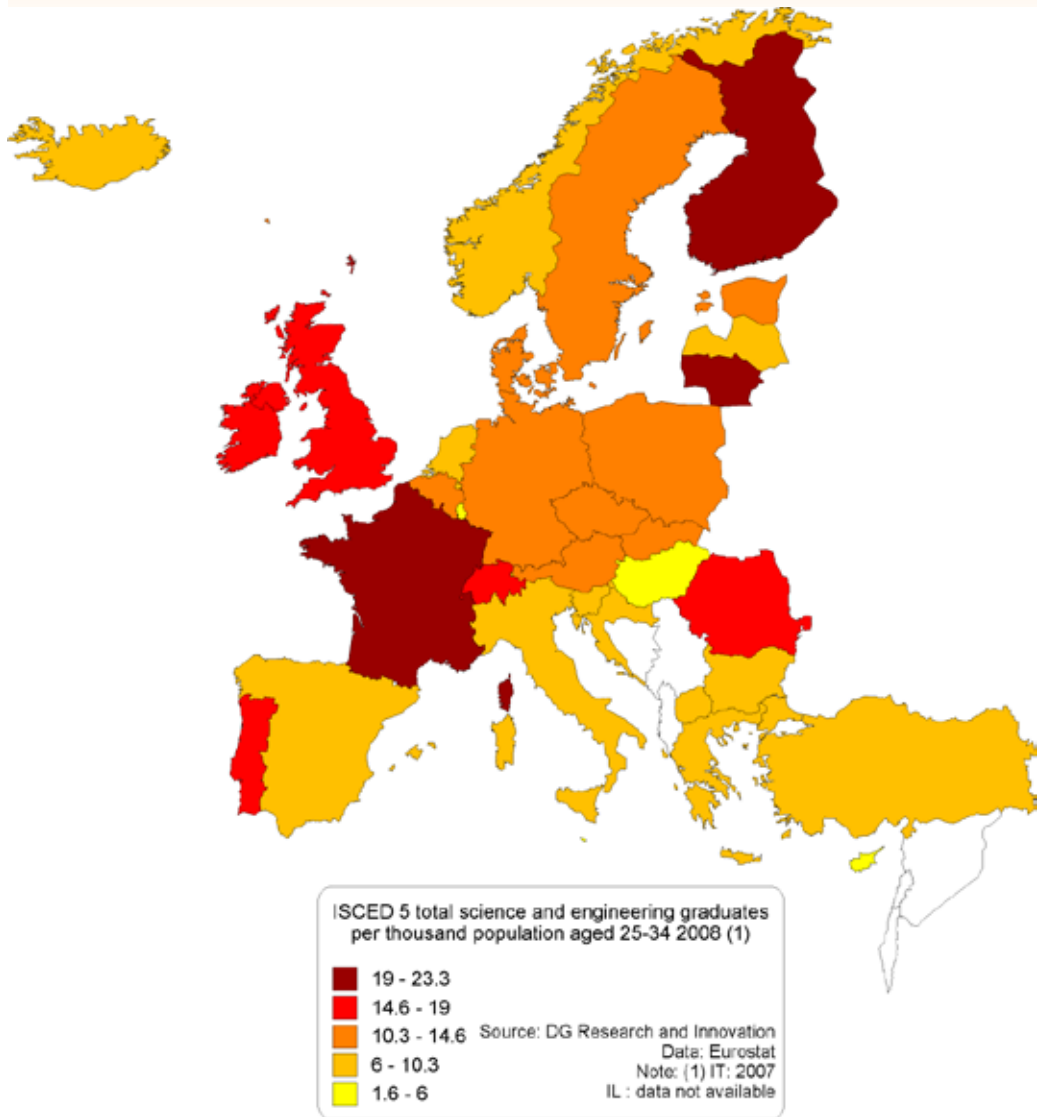 ISCED 5 total science and engineering graduates
per thousand population aged 25-34 2008 (1)
19 - 23.3
14.6 - 19
10.3 - 14.6
6 - 10.3
1.6 - 6
Source: DG Research and Innovation
Data: Eurostat
Note: (1) IT: 2007
IL : data not available